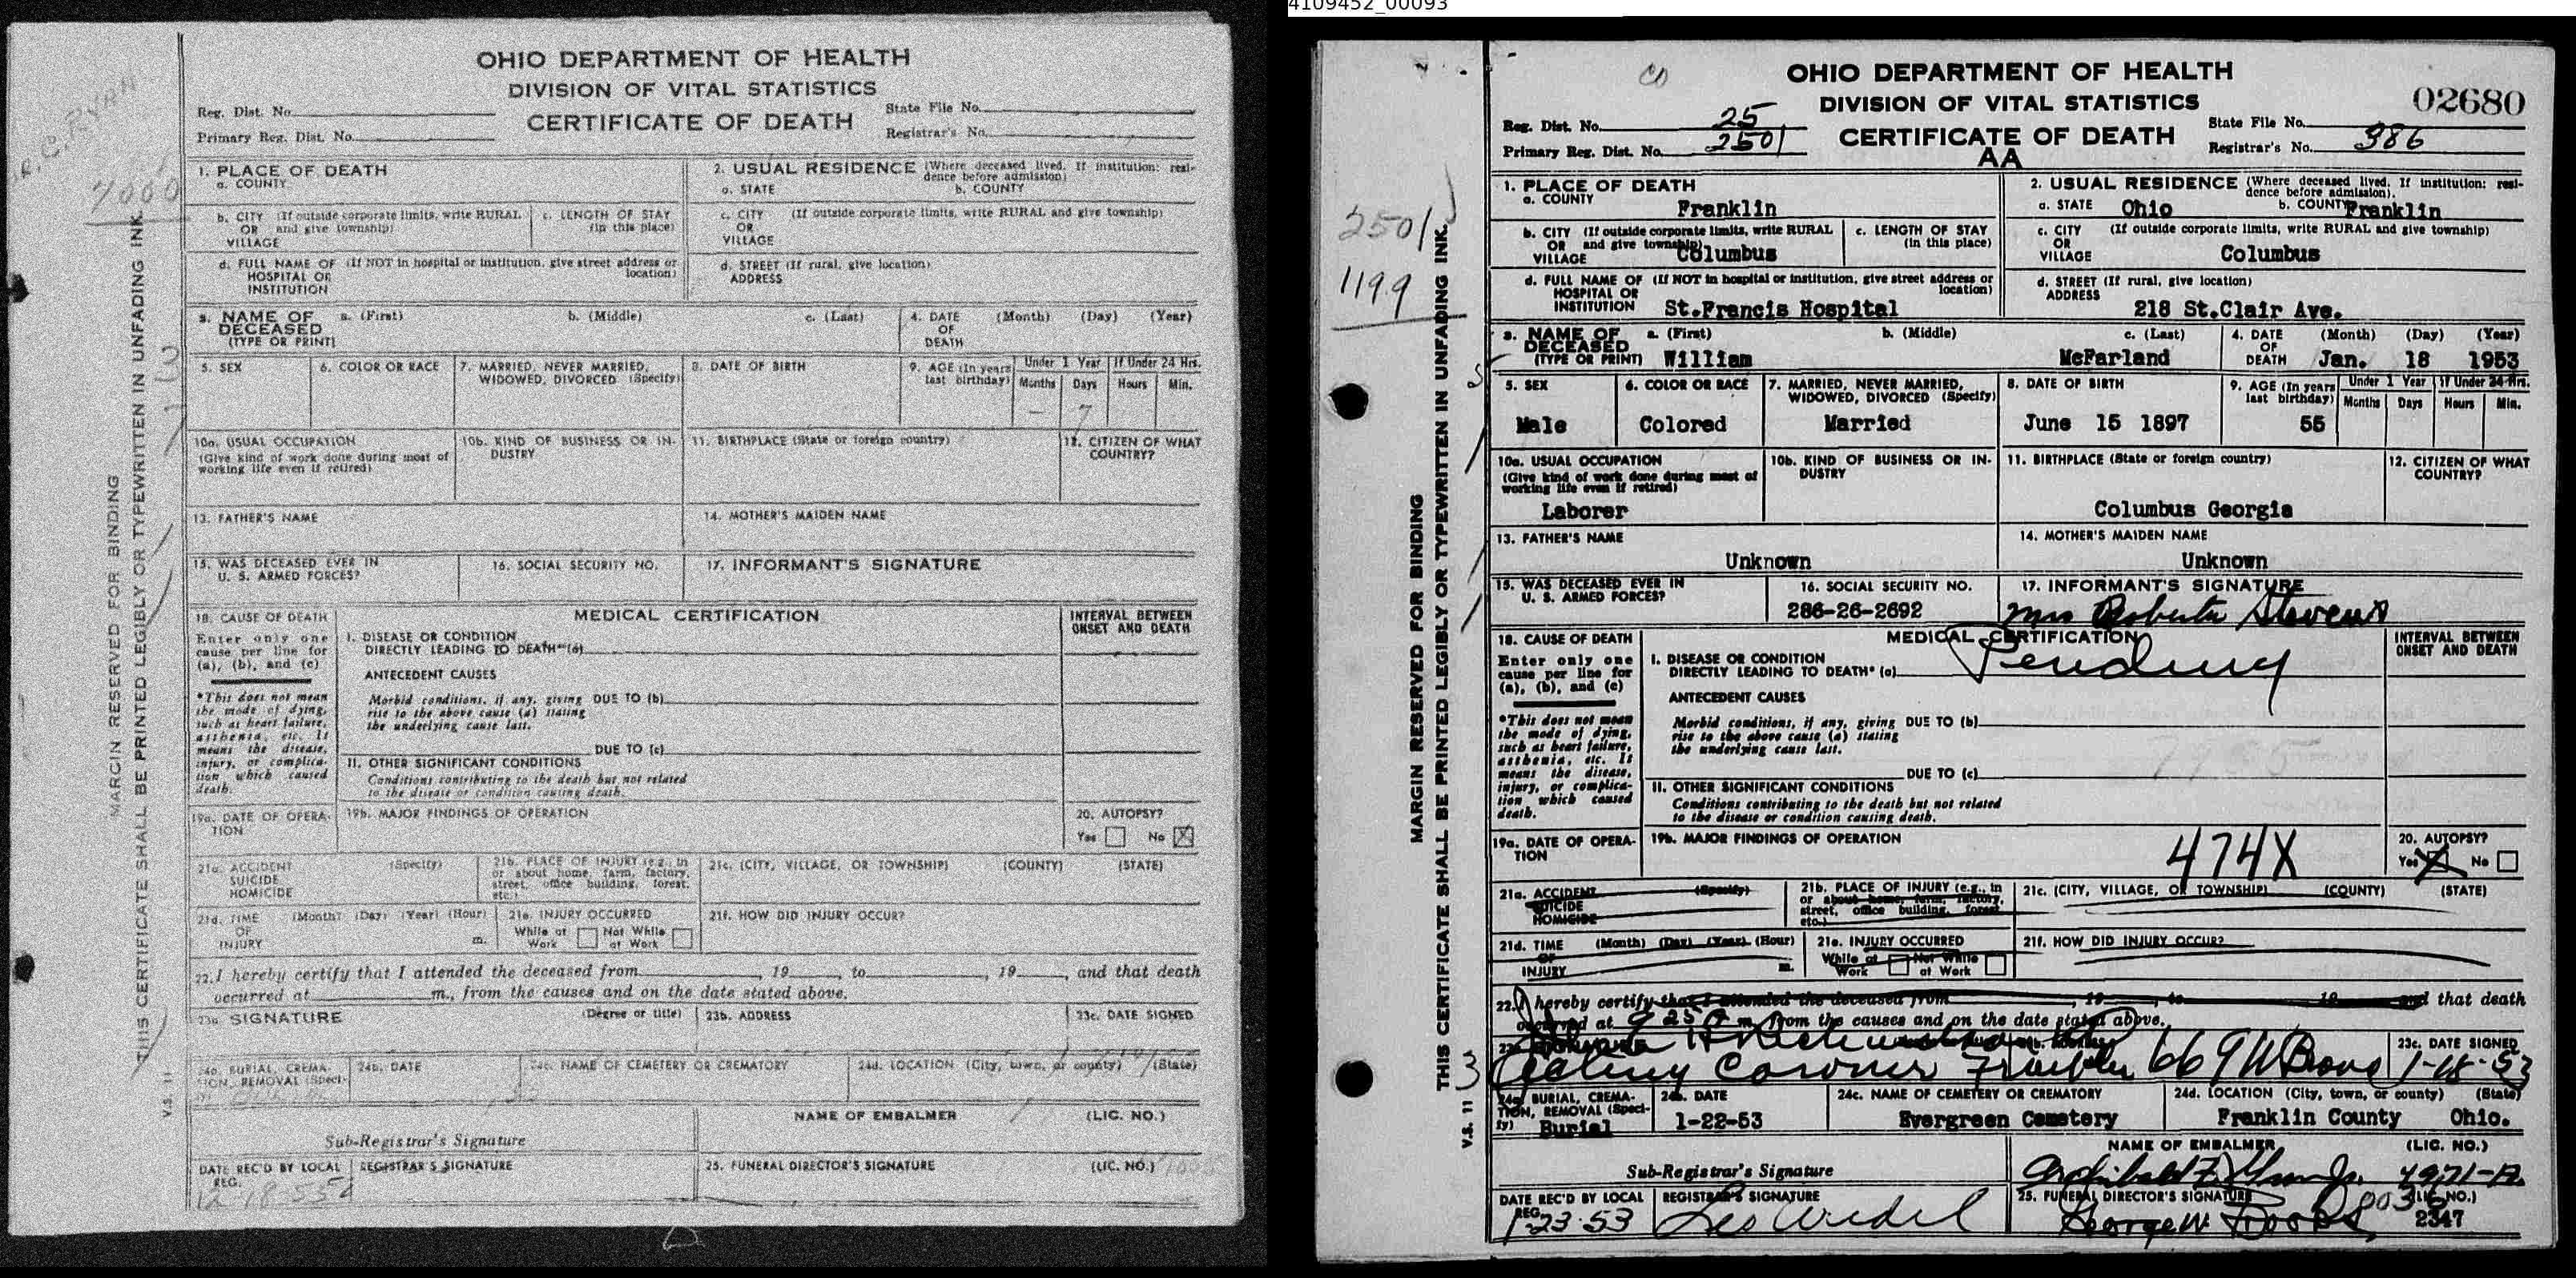 R. C. RYAN
7000
OHIO DEPARTMENT OF HEALTH
DIVISION OF VITAL STATISTICS
CERTIFICATE OF DEATH
Reg. Dist. No.
Primary Reg. Dist. No.
State File No.
Registrar's No.
1. PLACE OF DEATH
a. COUNTY
2. USUAL RESIDENCE (Where deceased lived. If institution: resi-
dence before admission)
a. STATE b. COUNTY
b. CITY (If outside corporate limits, write RURAL
OR and give township)
VILLAGE
c. LENGTH OF STAY
(in this place)
c. CITY (If outside corporate limits, write RURAL and give township)
OR
VILLAGE
d. FULL NAME OF (If NOT in hospital or institution, give street address or
HOSPITAL OR location)
INSTITUTION
d. STREET (If rural, give location)
ADDRESS
3. NAME OF a. (First) b. (Middle) c. (Last)
DECEASED
(TYPE OR PRINT)
4. DATE (Month) (Day) (Year)
OF
DEATH
5. SEX
6. COLOR OR RACE
7. MARRIED, NEVER MARRIED,
WIDOWED, DIVORCED (Specify)
8. DATE OF BIRTH
9. AGE (In years
last birthday)
Under 1 Year If Under 24 Hrs.
Months Days Hours Min.
7
10a. USUAL OCCUPATION
(Give kind of work done during most of
working life even if retired)
10b. KIND OF BUSINESS OR IN-
DUSTRY
11. BIRTHPLACE (State or foreign country)
12. CITIZEN OF WHAT
COUNTRY?
13. FATHER'S NAME
14. MOTHER'S MAIDEN NAME
15. WAS DECEASED EVER IN
U. S. ARMED FORCES?
16. SOCIAL SECURITY NO.
17. INFORMANT'S SIGNATURE
18. CAUSE OF DEATH
Enter only one
cause per line for
(a), (b), and (c)
*This does not mean
the mode of dying,
such as heart failure,
asthenia, etc. It
means the disease,
injury, or complica-
tion which caused
death.
MEDICAL CERTIFICATION
INTERVAL BETWEEN
ONSET AND DEATH
I. DISEASE OR CONDITION
DIRECTLY LEADING TO DEATH* (a)
ANTECEDENT CAUSES
Morbid conditions, if any, giving DUE TO (b)
rise to the above cause (a) stating
the underlying cause last.
DUE TO (c)
II. OTHER SIGNIFICANT CONDITIONS
Conditions contributing to the death but not related
to the disease or condition causing death.
19a. DATE OF OPERA-
TION
19b. MAJOR FINDINGS OF OPERATION
20. AUTOPSY?
Yes No X
21a. ACCIDENT (Specify)
SUICIDE
HOMICIDE
21b. PLACE OF INJURY (e.g., in
or about home, farm, factory,
street, office building, forest,
etc.)
21c. (CITY, VILLAGE, OR TOWNSHIP) (COUNTY) (STATE)
21d. TIME (Month) (Day) (Year) (Hour)
OF
INJURY m.
21e. INJURY OCCURRED
While at Not While
Work at Work
21f. HOW DID INJURY OCCUR?
22. I hereby certify that I attended the deceased from , 19 , to , 19 , and that death
occurred at m., from the causes and on the date stated above.
23a. SIGNATURE (Degree or title)
23b. ADDRESS
23c. DATE SIGNED
24a. BURIAL, CREMA-
TION, REMOVAL (Speci-
24b. DATE
24c. NAME OF CEMETERY OR CREMATORY
24d. LOCATION (City, town, or county) (State)
NAME OF EMBALMER (LIC. NO.)
Sub-Registrar's Signature
DATE REC'D BY LOCAL
REG.
12 18 53
REGISTRAR'S SIGNATURE
25. FUNERAL DIRECTOR'S SIGNATURE (LIC. NO.)
MARGIN RESERVED FOR BINDING
THIS CERTIFICATE SHALL BE PRINTED LEGIBLY OR TYPEWRITTEN IN UNFADING INK.
V.S. 11
4109452_00093
CD
OHIO DEPARTMENT OF HEALTH
DIVISION OF VITAL STATISTICS
CERTIFICATE OF DEATH
AA
02680
Reg. Dist. No. 25
Primary Reg. Dist. No. 2501
State File No.
Registrar's No. 386
2501
1199
1. PLACE OF DEATH
a. COUNTY Franklin
2. USUAL RESIDENCE (Where deceased lived. If institution: resi-
dence before admission).
a. STATE Ohio b. COUNTY Franklin
b. CITY (If outside corporate limits, write RURAL
OR and give township)
VILLAGE Columbus
c. LENGTH OF STAY
(in this place)
c. CITY (If outside corporate limits, write RURAL and give township)
OR
VILLAGE Columbus
d. FULL NAME OF (If NOT in hospital or institution, give street address or
HOSPITAL OR location)
INSTITUTION St.Francis Hospital
d. STREET (If rural, give location)
ADDRESS
218 St.Clair Ave.
3. NAME OF a. (First) b. (Middle) c. (Last)
DECEASED
(TYPE OR PRINT) William McFarland
4. DATE (Month) (Day) (Year)
OF
DEATH Jan. 18 1953
5. SEX
Male
6. COLOR OR RACE
Colored
7. MARRIED, NEVER MARRIED,
WIDOWED, DIVORCED (Specify)
Married
8. DATE OF BIRTH
June 15 1897
9. AGE (In years
last birthday)
55
Under 1 Year If Under 24 Hrs.
Months Days Hours Min.
10a. USUAL OCCUPATION
(Give kind of work done during most of
working life even if retired)
Laborer
10b. KIND OF BUSINESS OR IN-
DUSTRY
11. BIRTHPLACE (State or foreign country)
Columbus Georgia
12. CITIZEN OF WHAT
COUNTRY?
13. FATHER'S NAME
Unknown
14. MOTHER'S MAIDEN NAME
Unknown
15. WAS DECEASED EVER IN
U. S. ARMED FORCES?
16. SOCIAL SECURITY NO.
286-26-2692
17. INFORMANT'S SIGNATURE
Mrs Roberta Stevens
18. CAUSE OF DEATH
Enter only one
cause per line for
(a), (b), and (c)
*This does not mean
the mode of dying,
such as heart failure,
asthenia, etc. It
means the disease,
injury, or complica-
tion which caused
death.
MEDICAL CERTIFICATION
INTERVAL BETWEEN
ONSET AND DEATH
I. DISEASE OR CONDITION
DIRECTLY LEADING TO DEATH* (a) Pending
ANTECEDENT CAUSES
Morbid conditions, if any, giving DUE TO (b)
rise to the above cause (a) stating
the underlying cause last.
DUE TO (c)
II. OTHER SIGNIFICANT CONDITIONS
Conditions contributing to the death but not related
to the disease or condition causing death.
19a. DATE OF OPERA-
TION
19b. MAJOR FINDINGS OF OPERATION
474X
20. AUTOPSY?
Yes X No
21a. ACCIDENT (Specify)
SUICIDE
HOMICIDE
21b. PLACE OF INJURY (e.g., in
or about home, farm, factory,
street, office building, forest,
etc.)
21c. (CITY, VILLAGE, OR TOWNSHIP) (COUNTY) (STATE)
21d. TIME (Month) (Day) (Year) (Hour)
OF
INJURY m.
21e. INJURY OCCURRED
While at Not While
Work at Work
21f. HOW DID INJURY OCCUR?
22. I hereby certify that I attended the deceased from , 19 , to 19 and that death
occurred at 9 25 P m. from the causes and on the date stated above.
Acting Coroner Franklin 66 9
23c. DATE SIGNED
1-18-53
24a. BURIAL, CREMA-
TION, REMOVAL (Speci-
fy) Burial
24b. DATE
1-22-53
24c. NAME OF CEMETERY OR CREMATORY
Evergreen Cemetery
24d. LOCATION (City, town, or county) (State)
Franklin County Ohio.
NAME OF EMBALMER (LIC. NO.)
4971-A
Sub-Registrar's Signature
DATE REC'D BY LOCAL
REG.
1 23-53
REGISTRAR'S SIGNATURE
25. FUNERAL DIRECTOR'S SIGNATURE (LIC. NO.)
George W.
2347
MARGIN RESERVED FOR BINDING
THIS CERTIFICATE SHALL BE PRINTED LEGIBLY OR TYPEWRITTEN IN UNFADING INK.
V.S. 11
3